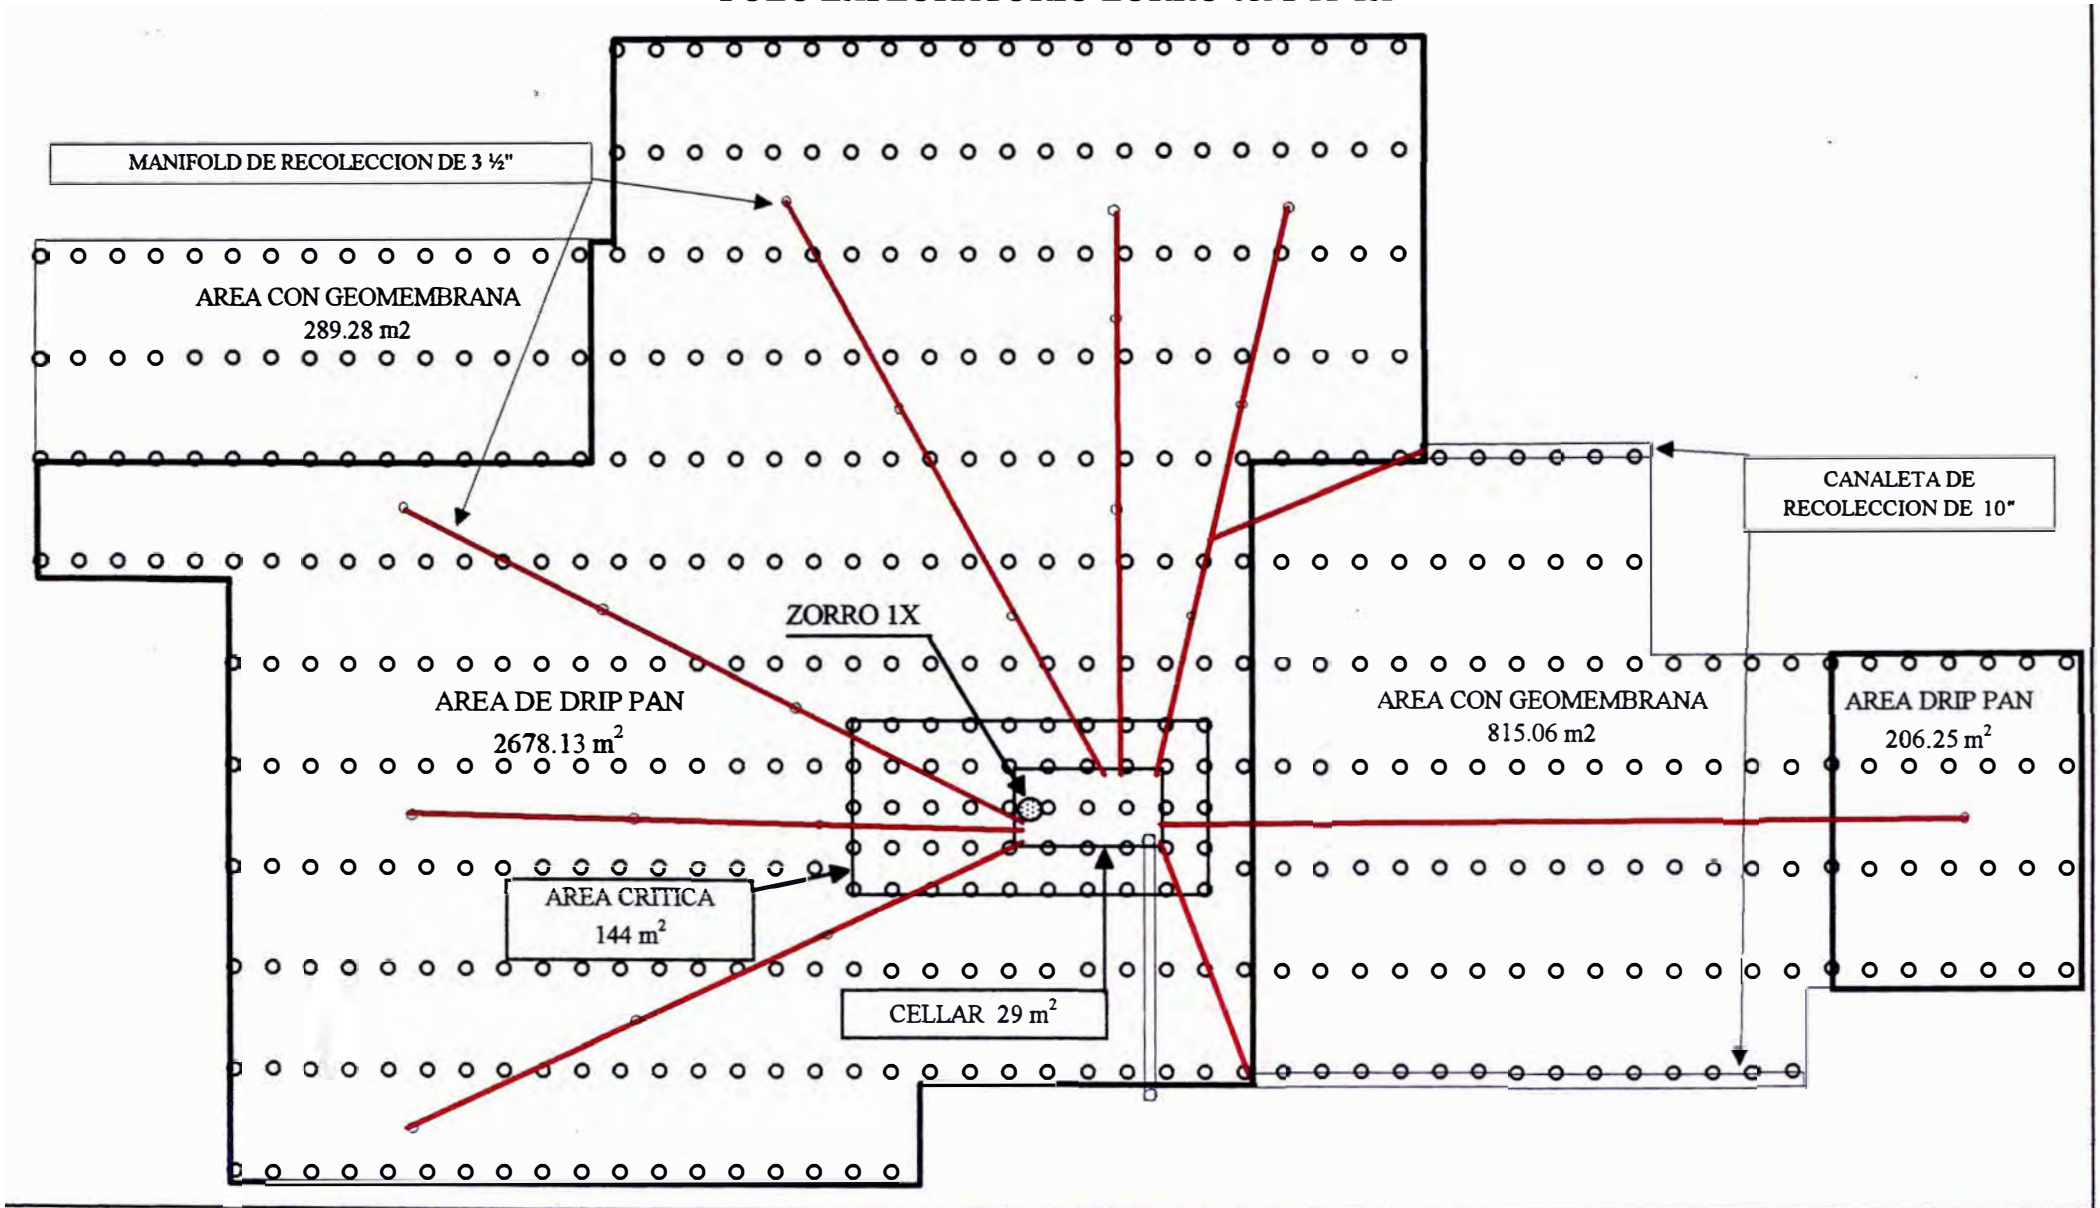 MANIFOLD DE RECOLECCION DE 3 ½"
AREA CON GEOMEMBRANA
289.28 m2
CANALETA DE
RECOLECCION DE 10"
ZORRO 1X
AREA DE DRIP PAN
2678.13 m²
AREA CON GEOMEMBRANA
815.06 m2
AREA DRIP PAN
206.25 m²
AREA CRITICA
144 m²
CELLAR 29 m²